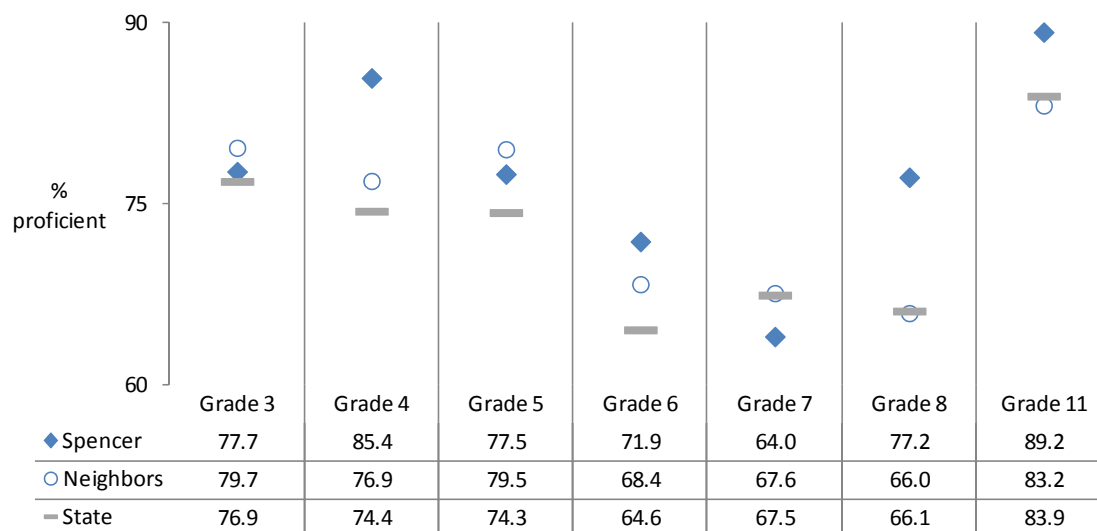 90
75
60
%
proficient
Grade 3 Grade 4 Grade 5 Grade 6 Grade 7 Grade 8 Grade 11
Spencer 77.7 85.4 77.5 71.9 64.0 77.2 89.2
Neighbors 79.7 76.9 79.5 68.4 67.6 66.0 83.2
State 76.9 74.4 74.3 64.6 67.5 66.1 83.9